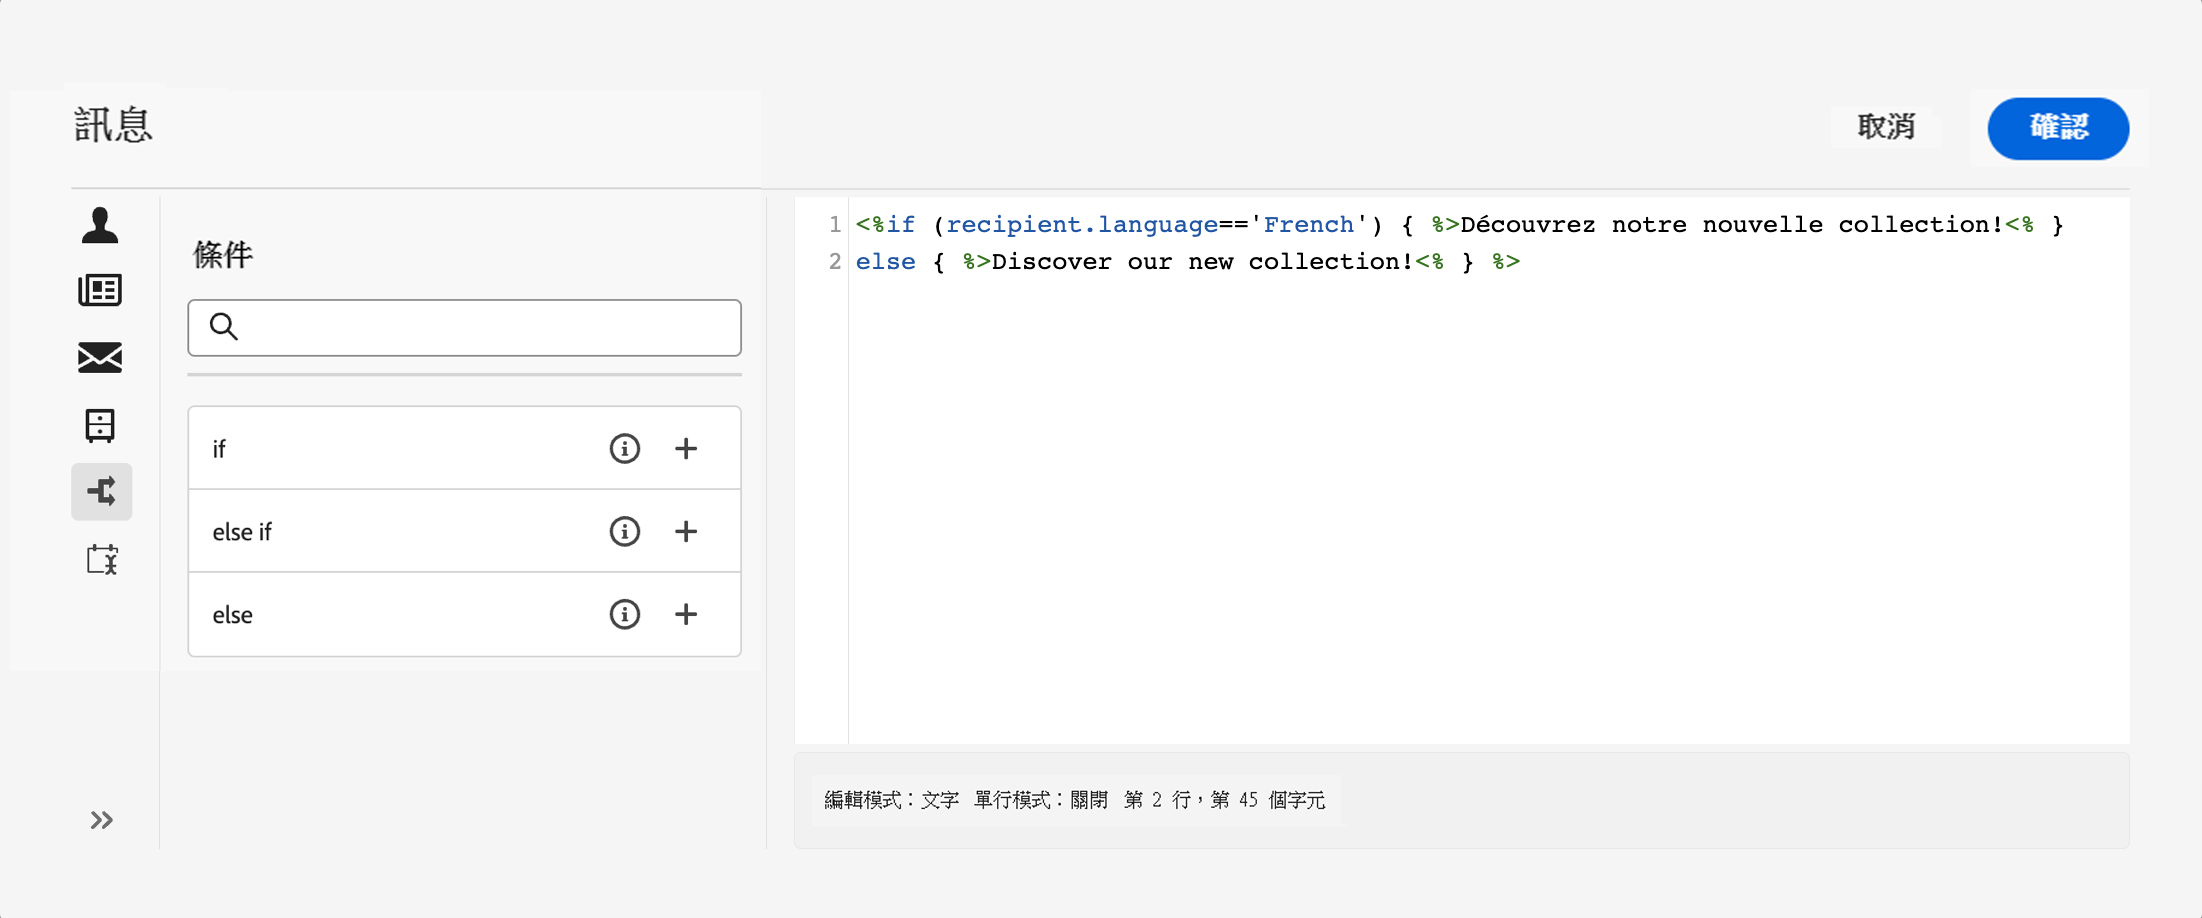 訊息
取消
確認
條件
if
else if
else
1 <%if (recipient.language=='French') { %>Découvrez notre nouvelle collection!<% }
2 else { %>Discover our new collection!<% } %>
編輯模式：文字 單行模式：關閉 第 2 行，第 45 個字元